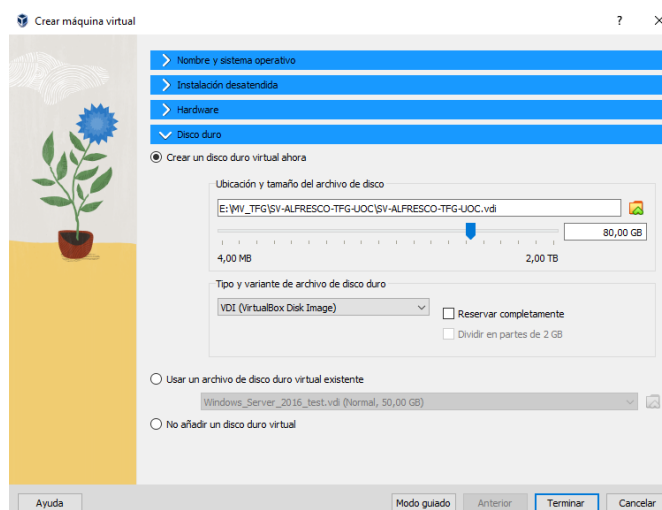 Crear máquina virtual
Nombre y sistema operativo
Instalación desatendida
Hardware
Disco duro
Crear un disco duro virtual ahora
Ubicación y tamaño del archivo de disco
E:\MV_TFG\SV-ALFRESCO-TFG-UOC\SV-ALFRESCO-TFG-UOC.vdi
80,00 GB
4,00 MB 2,00 TB
Tipo y variante de archivo de disco duro
VDI (VirtualBox Disk Image) Reservar completamente
Dividir en partes de 2 GB
Usar un archivo de disco duro virtual existente
Windows_Server_2016_test.vdi (Normal, 50,00 GB)
No añadir un disco duro virtual
Ayuda Modo guiado Anterior Terminar Cancelar